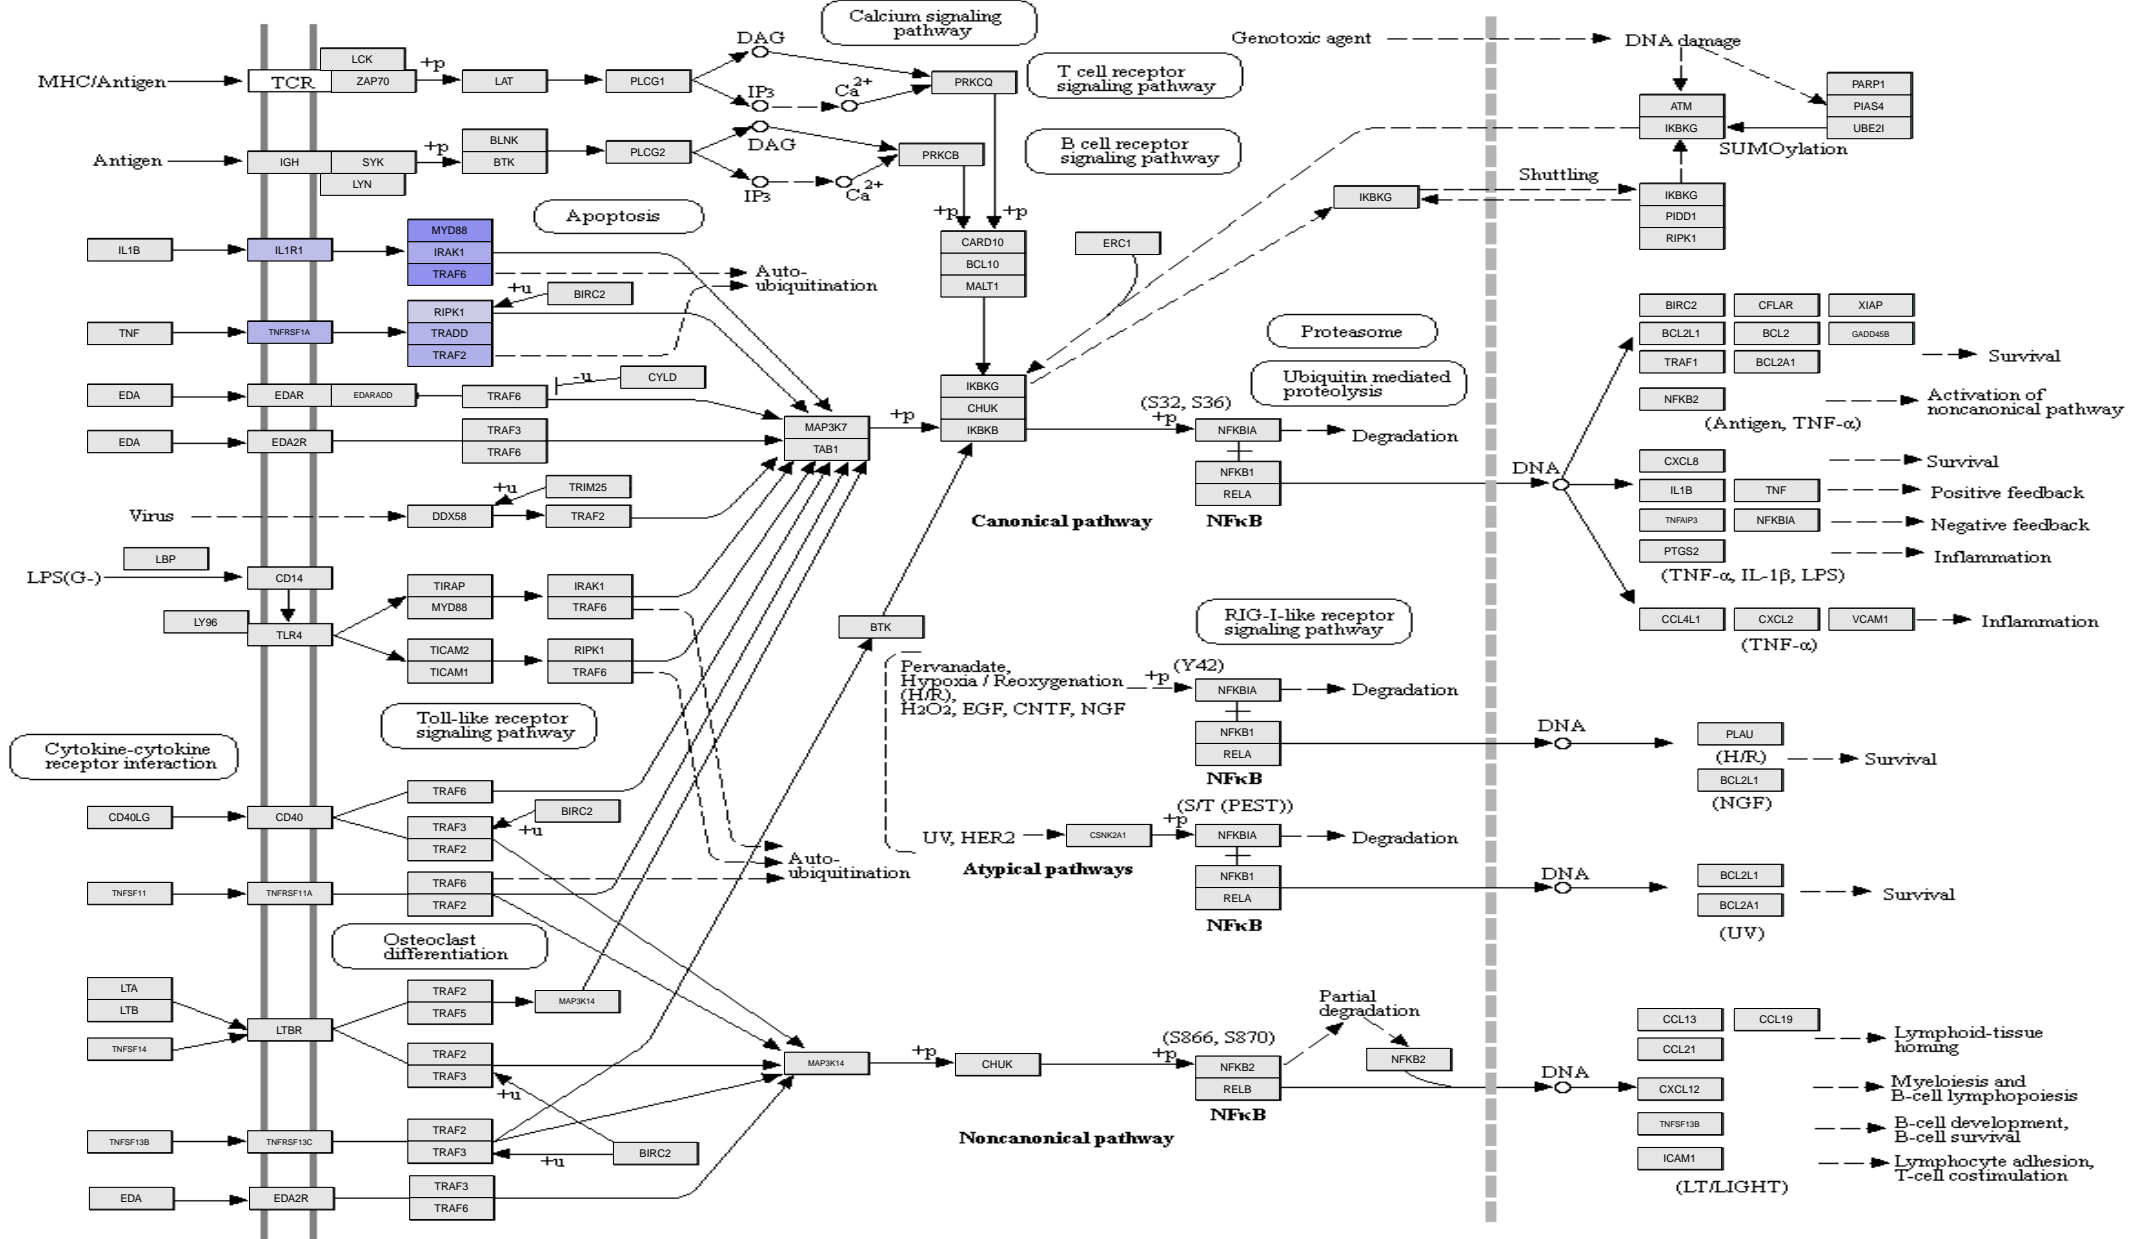 Calcium signaling
pathway
MHC/Antigen
TCR
LCK
ZAP70
+p
LAT
PLCG1
DAG
IP3
Ca2+
PRKCQ
T cell receptor
signaling pathway
Genotoxic agent
DNA damage
ATM
IKBKG
PARP1
PIAS4
UBE2I
SUMOylation
Antigen
IGH
SYK
LYN
+p
BLNK
BTK
PLCG2
DAG
IP3
Ca2+
PRKCB
B cell receptor
signaling pathway
+p
+p
IKBKG
Shuttling
IKBKG
PIDD1
RIPK1
Apoptosis
IL1B
IL1R1
MYD88
IRAK1
TRAF6
Auto-
ubiquitination
CARD10
BCL10
MALT1
ERC1
TNF
TNFRSF1A
RIPK1
TRADD
TRAF2
+u
BIRC2
Proteasome
Ubiquitin mediated
proteolysis
BIRC2
CFLAR
XIAP
BCL2L1
BCL2
GADD45B
TRAF1
BCL2A1
Survival
NFKB2
Activation of
noncanonical pathway
(Antigen, TNF-α)
EDA
EDAR
EDARADD
TRAF6
-u
CYLD
EDA
EDA2R
TRAF3
TRAF6
MAP3K7
TAB1
+p
IKBKG
CHUK
IKBKB
(S32, S36)
+p
NFKBIA
Degradation
NFKB1
RELA
NFκB
Canonical pathway
DNA
CXCL8
Survival
IL1B
TNF
Positive feedback
TNFAIP3
NFKBIA
Negative feedback
PTGS2
Inflammation
(TNF-α, IL-1β, LPS)
CCL4L1
CXCL2
VCAM1
Inflammation
(TNF-α)
Virus
DDX58
+u
TRIM25
TRAF2
LBP
LPS(G-)
CD14
LY96
TLR4
TIRAP
MYD88
IRAK1
TRAF6
TICAM2
TICAM1
RIPK1
TRAF6
BTK
RIG-I-like receptor
signaling pathway
Toll-like receptor
signaling pathway
Cytokine-cytokine
receptor interaction
Pervanadate,
Hypoxia / Reoxygenation
(H/R),
H2O2, EGF, CNTF, NGF
+p
(Y42)
NFKBIA
Degradation
NFKB1
RELA
NFκB
DNA
PLAU
(H/R)
BCL2L1
(NGF)
Survival
CD40LG
CD40
TRAF6
TRAF3
TRAF2
+u
BIRC2
Auto-
ubiquitination
UV, HER2
CSNK2A1
+p
(S/T (PEST))
NFKBIA
Degradation
NFKB1
RELA
NFκB
Atypical pathways
DNA
BCL2L1
BCL2A1
(UV)
Survival
TNFSF11
TNFRSF11A
TRAF6
TRAF2
Osteoclast
differentiation
LTA
LTB
TNFSF14
LTBR
TRAF2
TRAF5
MAP3K14
TRAF2
TRAF3
+u
MAP3K14
+p
CHUK
+p
(S866, S870)
NFKB2
RELB
NFκB
Partial
degradation
NFKB2
DNA
CCL13
CCL19
CCL21
Lymphoid-tissue
homing
CXCL12
Myeloiesis and
B-cell lymphopoiesis
TNFSF13B
B-cell development,
B-cell survival
ICAM1
Lymphocyte adhesion,
T-cell costimulation
(LT/LIGHT)
TNFSF13B
TNFRSF13C
TRAF2
TRAF3
+u
BIRC2
Noncanonical pathway
EDA
EDA2R
TRAF3
TRAF6